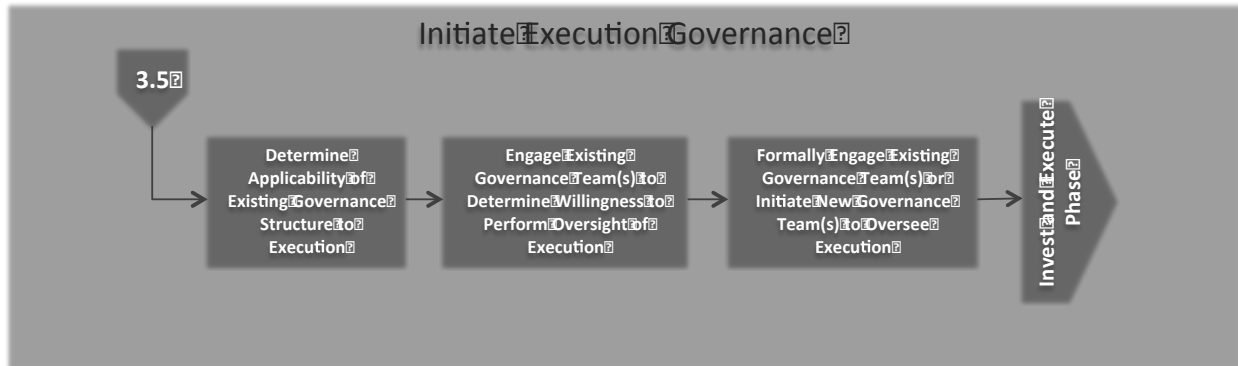 Initiate Execution Governance
3.5
Determine
Applicability of
Existing Governance
Structure to
Execution
Engage Existing
Governance Team(s) to
Determine Willingness to
Perform Oversight of
Execution
Formally Engage Existing
Governance Team(s) or
Initiate New Governance
Team(s) to Oversee
Execution
Invest and Execute
Phase